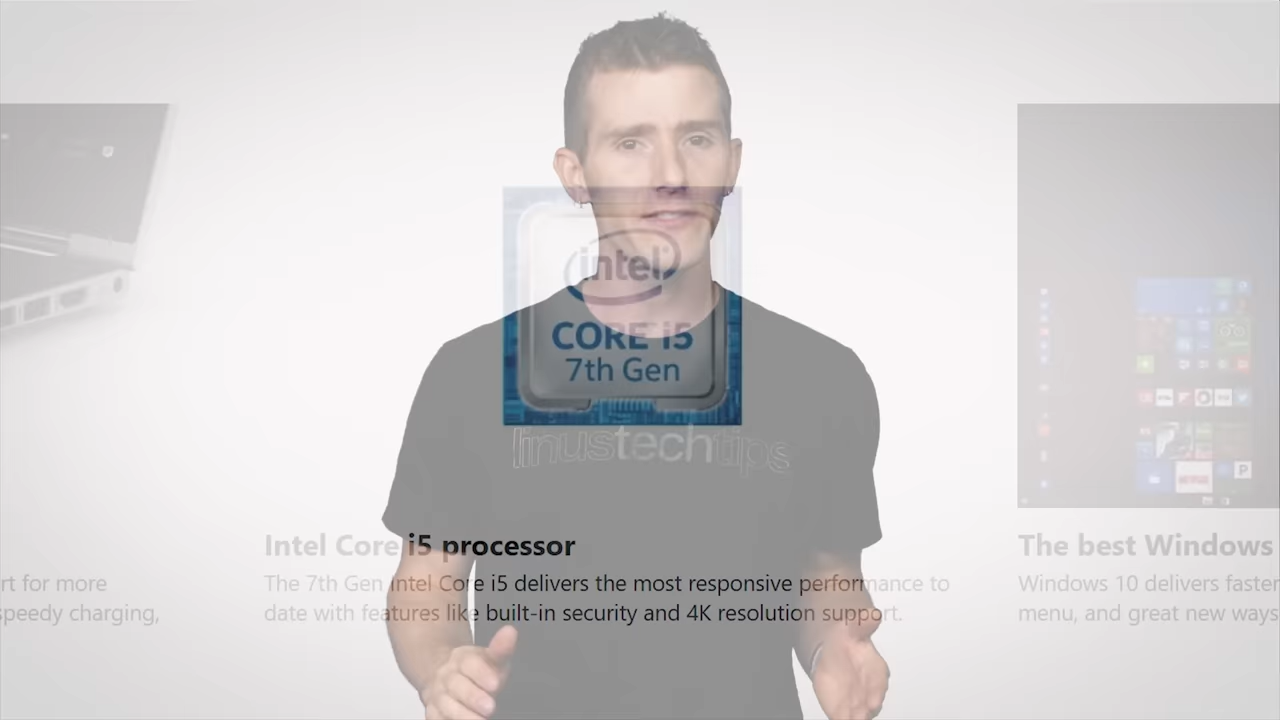 intel
CORE i5
7th Gen
linustechtips
Intel Core i5 processor
The 7th Gen Intel Core i5 delivers the most responsive performance to
date with features like built-in security and 4K resolution support.
rt for more
speedy charging,
The best Windows
Windows 10 delivers faster
menu, and great new ways